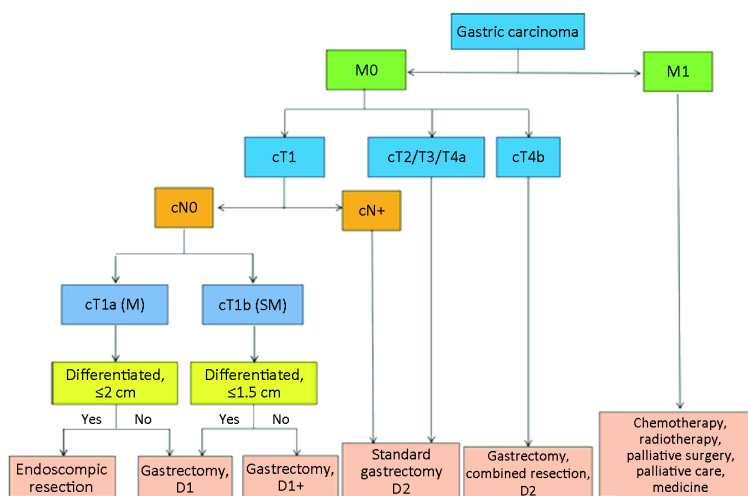 Gastric carcinoma
M0
M1
cT1
cT2/T3/T4a
cT4b
cN0
cN+
cT1a (M)
cT1b (SM)
Differentiated,
≤2 cm
Differentiated,
≤1.5 cm
Yes
No
Yes
No
Endoscompic
resection
Gastrectomy,
D1
Gastrectomy,
D1+
Standard
gastrectomy
D2
Gastrectomy,
combined resection,
D2
Chemotherapy,
radiotherapy,
palliative surgery,
palliative care,
medicine